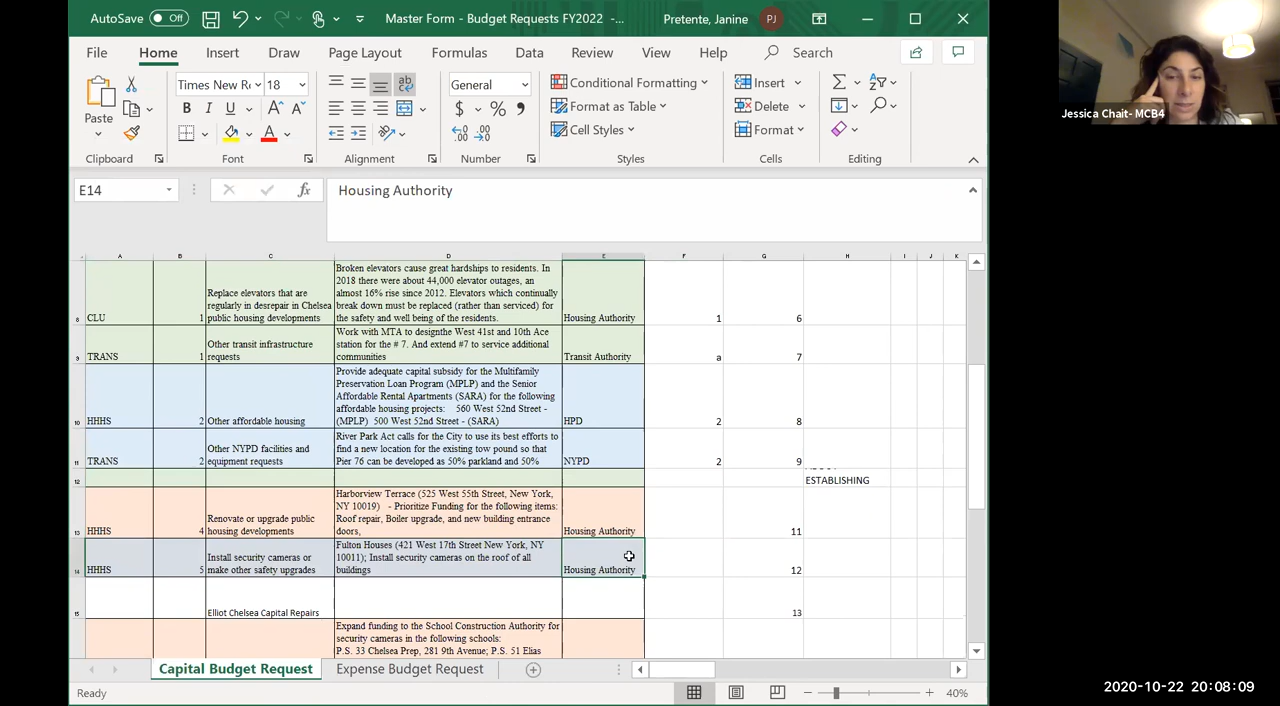 AutoSave Off Master Form - Budget Requests FY2022 -... Pretente, Janine PJ
File Home Insert Draw Page Layout Formulas Data Review View Help Search
Paste
Times New R 18
B I U
General
$ % ,
Conditional Formatting
Format as Table
Cell Styles
Insert
Delete
Format
Clipboard Font Alignment Number Styles Cells Editing
E14 fx Housing Authority
A B C D E F G H I J K
8
CLU
1
Replace elevators that are
regularly in desrepair in Chelsea
public housing developments
Broken elevators cause great hardships to residents. In
2018 there were about 44,000 elevator outages, an
almost 16% rise since 2012. Elevators which continually
break down must be replaced (rather than serviced) for
the safety and well being of the residents.
Housing Authority
1
6
9
TRANS
1
Other transit infrastructure
requests
Work with MTA to designthe West 41st and 10th Ace
station for the # 7. And extend #7 to service additional
communities
Transit Authority
a
7
10
HHHS
2
Other affordable housing
Provide adequate capital subsidy for the Multifamily
Preservation Loan Program (MPLP) and the Senior
Affordable Rental Apartments (SARA) for the following
affordable housing projects: 560 West 52nd Street -
(MPLP) 500 West 52nd Street - (SARA)
HPD
2
8
11
TRANS
2
Other NYPD facilities and
equipment requests
River Park Act calls for the City to use its best efforts to
find a new location for the existing tow pound so that
Pier 76 can be developed as 50% parkland and 50%
NYPD
2
9
12
ESTABLISHING
13
HHHS
4
Renovate or upgrade public
housing developments
Harborview Terrace (525 West 55th Street, New York,
NY 10019) - Prioritize Funding for the following items:
Roof repair, Boiler upgrade, and new building entrance
doors,
Housing Authority
11
14
HHHS
5
Install security cameras or
make other safety upgrades
Fulton Houses (421 West 17th Street New York, NY
10011); Install security cameras on the roof of all
buildings
Housing Authority
12
15
Elliot Chelsea Capital Repairs
13
Expand funding to the School Construction Authority for
security cameras in the following schools:
P.S. 33 Chelsea Prep, 281 9th Avenue; P.S. 51 Elias
Capital Budget Request Expense Budget Request
Ready 40%
Jessica Chait- MCB4
2020-10-22 20:08:09